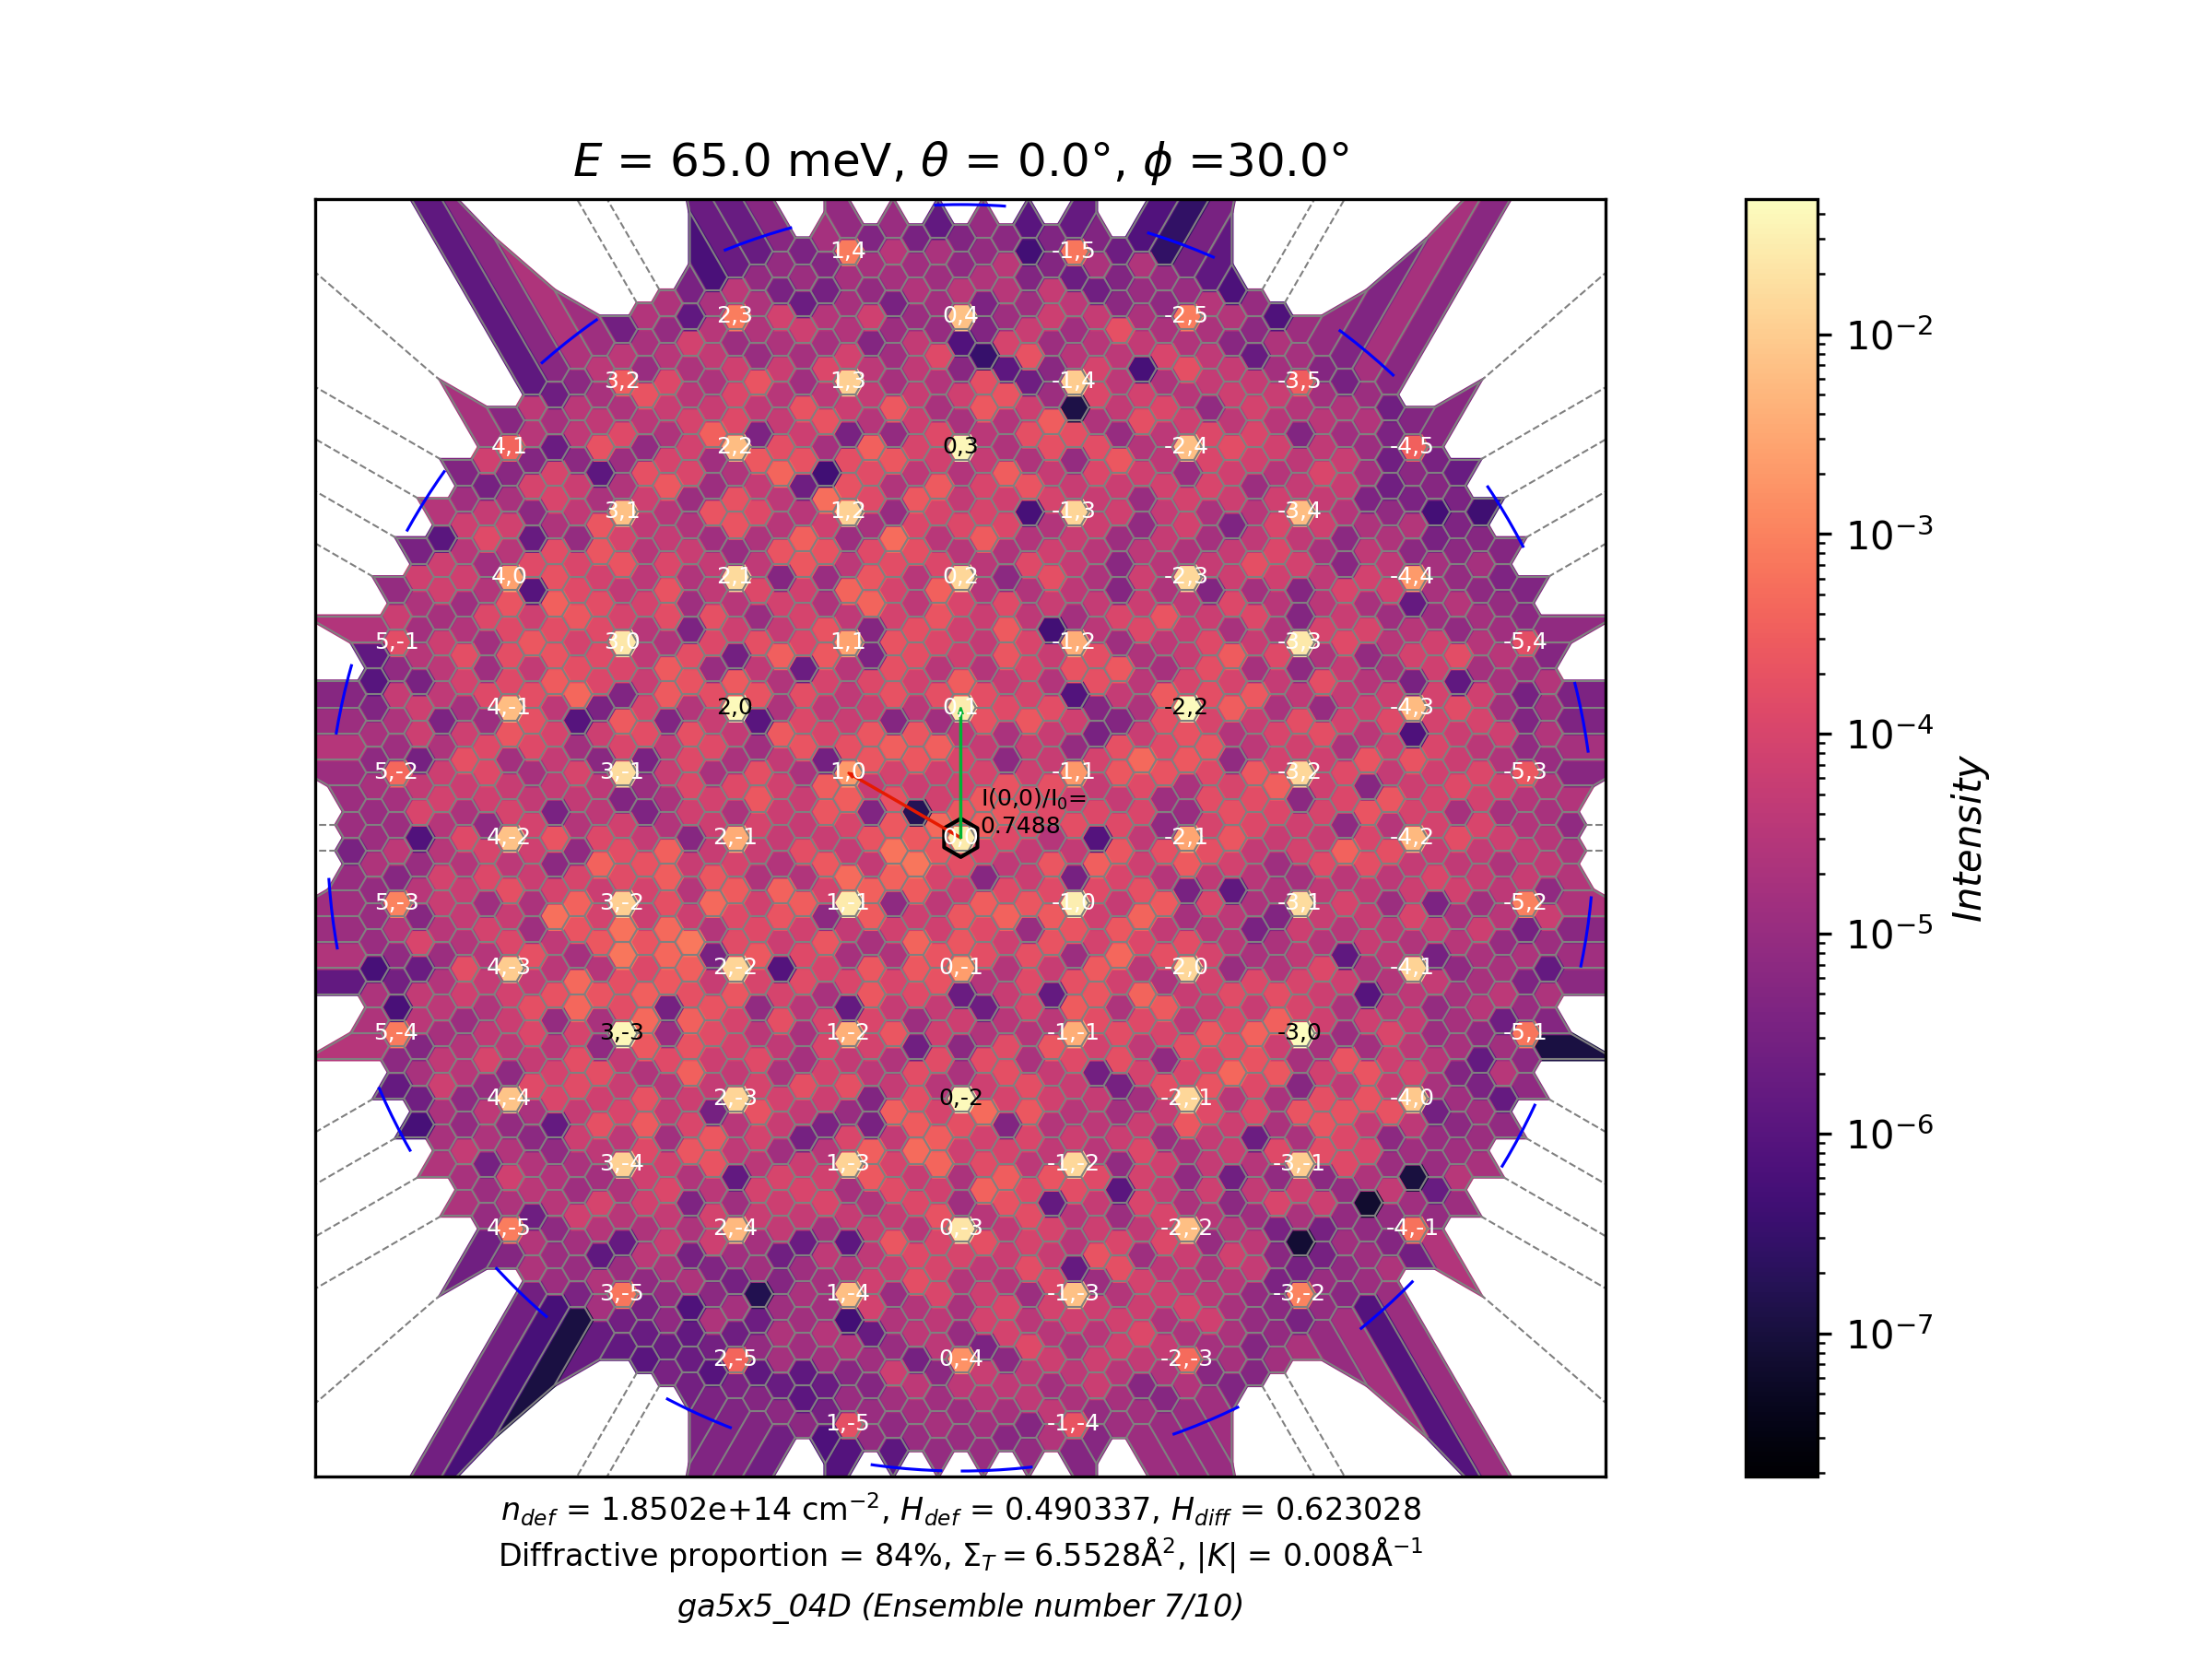 E = 65.0 meV, θ = 0.0°, ϕ =30.0°
1,4 -1,5
2,3 0,4 -2,5
3,2 1,3 -1,4 -3,5
4,1 2,2 0,3 -2,4 -4,5
3,1 1,2 -1,3 -3,4
4,0 2,1 0,2 -2,3 -4,4
5,-1 3,0 1,1 -1,2 -3,3 -5,4
4,-1 2,0 0,1 -2,2 -4,3
5,-2 3,-1 1,0 -1,1 -3,2 -5,3
I(0,0)/I₀=
0.7488
4,-2 2,-1 0,0 -2,1 -4,2
5,-3 3,-2 1,-1 -1,0 -3,1 -5,2
4,-3 2,-2 0,-1 -2,0 -4,1
5,-4 3,-3 1,-2 -1,-1 -3,0 -5,1
4,-4 2,-3 0,-2 -2,-1 -4,0
3,-4 1,-3 -1,-2 -3,-1
4,-5 2,-4 0,-3 -2,-2 -4,-1
3,-5 1,-4 -1,-3 -3,-2
2,-5 0,-4 -2,-3
1,-5 -1,-4
10⁻²
10⁻³
10⁻⁴
10⁻⁵
10⁻⁶
10⁻⁷
Intensity
n_def = 1.8502e+14 cm⁻², H_def = 0.490337, H_diff = 0.623028
Diffractive proportion = 84%, Σ_T = 6.5528Å², |K| = 0.008Å⁻¹
ga5x5_04D (Ensemble number 7/10)